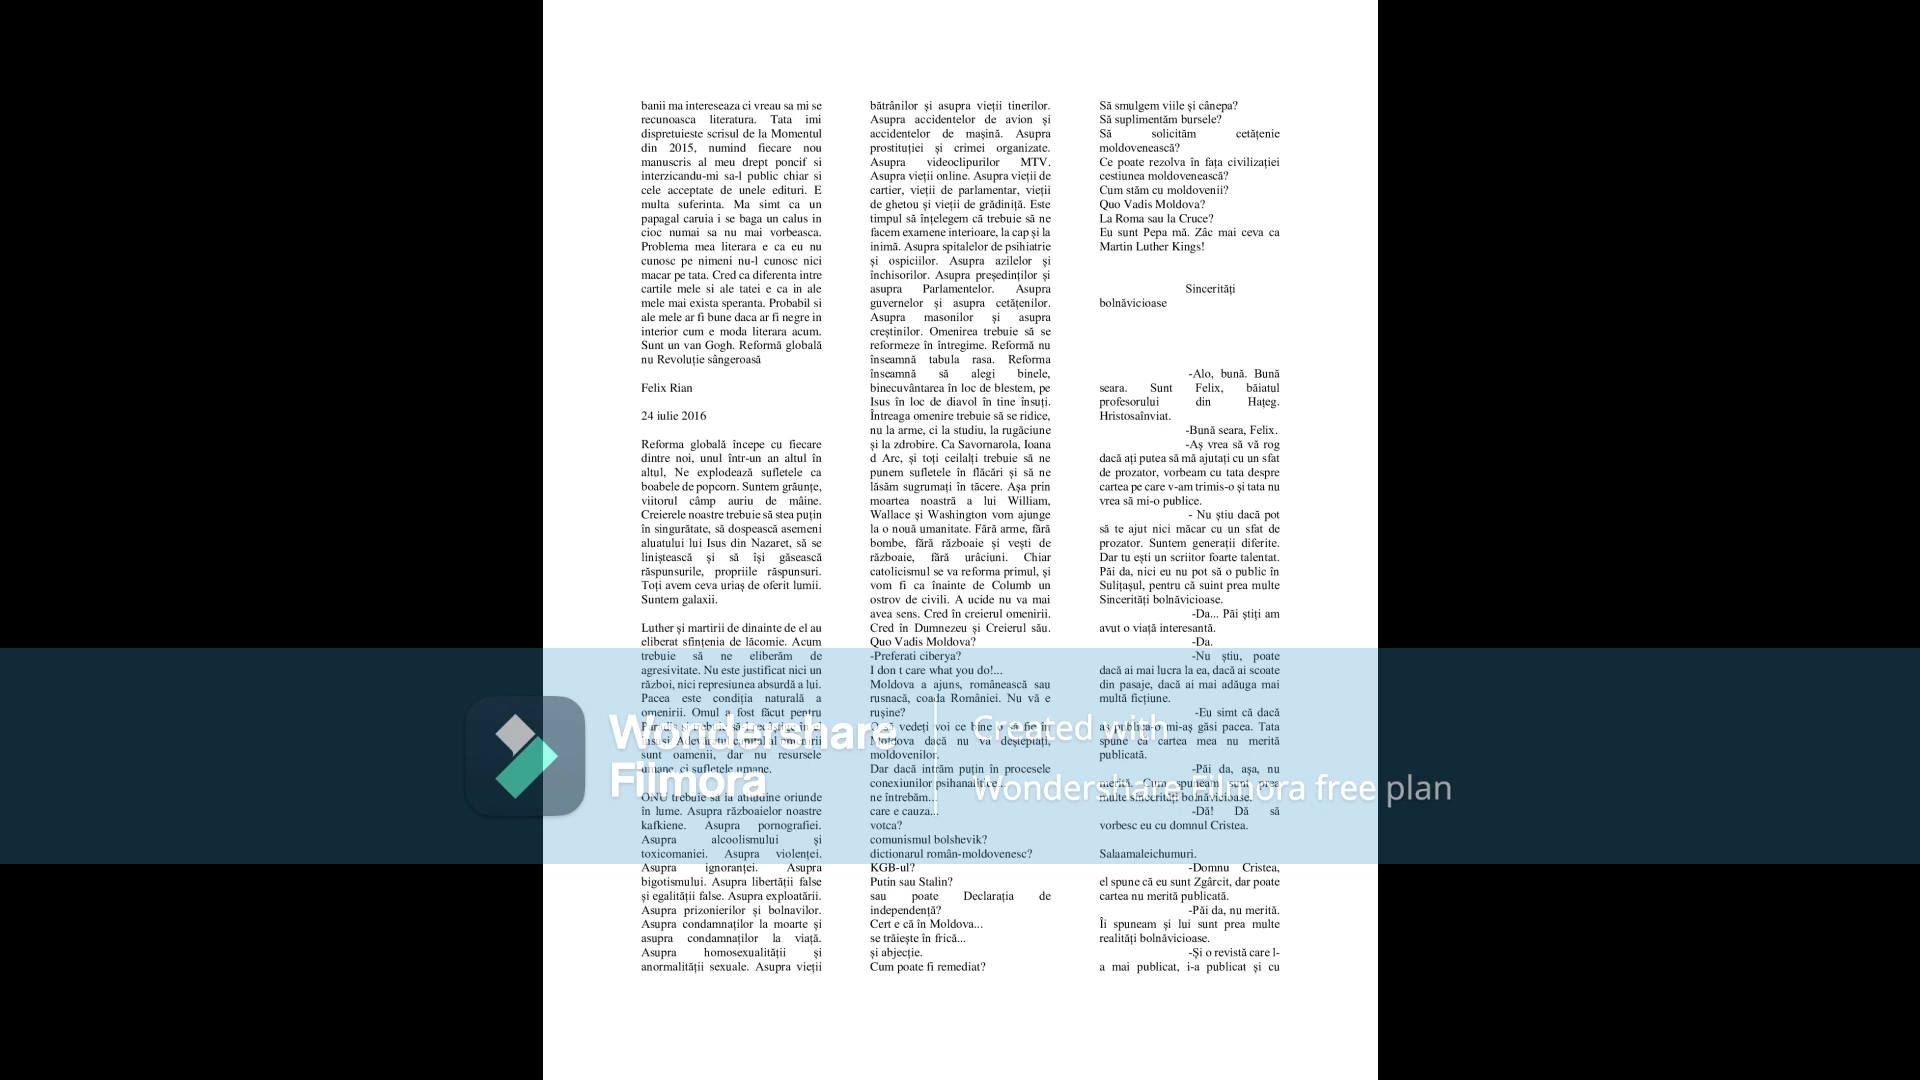 banii ma intereseaza ci vreau sa mi se
recunoasca literatura. Tata imi
dispretuieste scrisul de la Momentul
din 2015, numind fiecare nou
manuscris al meu drept poncif si
interzicandu-mi sa-l public chiar si
cele acceptate de unele edituri. E
multa suferinta. Ma simt ca un
papagal caruia i se baga un calus in
cioc numai sa nu mai vorbeasca.
Problema mea literara e ca eu nu
cunosc pe nimeni nu-l cunosc nici
macar pe tata. Cred ca diferenta intre
cartile mele si ale tatei e ca in ale
mele mai exista speranta. Probabil si
ale mele ar fi bune daca ar fi negre in
interior cum e moda literara acum.
Sunt un van Gogh. Reformă globală
nu Revoluție sângeroasă
Felix Rian
24 iulie 2016
Reforma globală începe cu fiecare
dintre noi, unul într-un an altul în
altul, Ne explodează sufletele ca
boabele de popcorn. Suntem grăunțe,
viitorul câmp auriu de mâine.
Creierele noastre trebuie să stea puțin
în singurătate, să dospească asemeni
aluatului lui Isus din Nazaret, să se
liniștească și să își găsească
răspunsurile, propriile răspunsuri.
Toți avem ceva uriaș de oferit lumii.
Suntem galaxii.
Luther și martirii de dinainte de el au
eliberat sfințenia de lăcomie. Acum
trebuie să ne eliberăm de
agresivitate. Nu este justificat nici un
război, nici represiunea absurdă a lui.
Pacea este condiția naturală a
omenirii. Omul a fost făcut pentru
sunt oamenii, dar nu resursele
umane, ci sufletele umane.
ONU trebuie să ia atitudine oriunde
în lume. Asupra războaielor noastre
kafkiene. Asupra pornografiei.
Asupra alcoolismului și
toxicomaniei. Asupra violenței.
Asupra ignoranței. Asupra
bigotismului. Asupra libertății false
și egalității false. Asupra exploatării.
Asupra prizonierilor și bolnavilor.
Asupra condamnaților la moarte și
asupra condamnaților la viață.
Asupra homosexualității și
anormalității sexuale. Asupra vieții
bătrânilor și asupra vieții tinerilor.
Asupra accidentelor de avion și
accidentelor de mașină. Asupra
prostituției și crimei organizate.
Asupra videoclipurilor MTV.
Asupra vieții online. Asupra vieții de
cartier, vieții de parlamentar, vieții
de ghetou și vieții de grădiniță. Este
timpul să înțelegem că trebuie să ne
facem examene interioare, la cap și la
inimă. Asupra spitalelor de psihiatrie
și ospiciilor. Asupra azilelor și
închisorilor. Asupra președinților și
asupra Parlamentelor. Asupra
guvernelor și asupra cetățenilor.
Asupra masonilor și asupra
creștinilor. Omenirea trebuie să se
reformeze în întregime. Reformă nu
înseamnă tabula rasa. Reforma
înseamnă să alegi binele,
binecuvântarea în loc de blestem, pe
Isus în loc de diavol în tine însuți.
Întreaga omenire trebuie să se ridice,
nu la arme, ci la studiu, la rugăciune
și la zdrobire. Ca Savornarola, Ioana
d Arc, și toți ceilalți trebuie să ne
punem sufletele în flăcări și să ne
lăsăm sugrumați în tăcere. Așa prin
moartea noastră a lui William,
Wallace și Washington vom ajunge
la o nouă umanitate. Fără arme, fără
bombe, fără războaie și vești de
războaie, fără urâciuni. Chiar
catolicismul se va reforma primul, și
vom fi ca înainte de Columb un
ostrov de civili. A ucide nu va mai
avea sens. Cred în creierul omenirii.
Cred în Dumnezeu și Creierul său.
Quo Vadis Moldova?
-Preferati ciberya?
I don t care what you do!...
Moldova a ajuns, românească sau
rusnacă, coada României. Nu vă e
rușine?
vedeți voi ce bine
Moldova dacă nu vă deșteptați,
moldovenilor.
Dar dacă intrăm puțin în procesele
conexiunilor psihanalitice...
ne întrebăm...
care e cauza...
votca?
comunismul bolshevik?
dictionarul român-moldovenesc?
KGB-ul?
Putin sau Stalin?
sau poate Declarația de
independență?
Cert e că în Moldova...
se trăiește în frică...
și abjecție.
Cum poate fi remediat?
Să smulgem viile și cânepa?
Să suplimentăm bursele?
Să solicităm cetățenie
moldovenească?
Ce poate rezolva în fața civilizației
cestiunea moldovenească?
Cum stăm cu moldovenii?
Quo Vadis Moldova?
La Roma sau la Cruce?
Eu sunt Pepa mă. Zâc mai ceva ca
Martin Luther Kings!
Sincerități
bolnăvicioase
-Alo, bună. Bună
seara. Sunt Felix, băiatul
profesorului din Hațeg.
Hristosaînviat.
-Bună seara, Felix.
-Aș vrea să vă rog
dacă ați putea să mă ajutați cu un sfat
de prozator, vorbeam cu tata despre
cartea pe care v-am trimis-o și tata nu
vrea să mi-o publice.
- Nu știu dacă pot
să te ajut nici măcar cu un sfat de
prozator. Suntem generații diferite.
Dar tu ești un scriitor foarte talentat.
Păi da, nici eu nu pot să o public în
Sulițașul, pentru că suint prea multe
Sincerități bolnăvicioase.
-Da... Păi știți am
avut o viață interesantă.
-Da.
-Nu știu, poate
dacă ai mai lucra la ea, dacă ai scoate
din pasaje, dacă ai mai adăuga mai
multă ficțiune.
-Eu simt că dacă
aș publica-o mi-aș găsi pacea. Tata
spune că cartea mea nu merită
publicată.
-Păi da, așa, nu
merită. Cum spuneam sunt prea
multe sincerități bolnăvicioase.
-Dă! Dă să
vorbesc eu cu domnul Cristea.
Salaamaleichumuri.
-Domnu Cristea,
el spune că eu sunt Zgârcit, dar poate
cartea nu merită publicată.
-Păi da, nu merită.
Îi spuneam și lui sunt prea multe
realități bolnăvicioase.
-Și o revistă care l-
a mai publicat, i-a publicat și cu
Wondershare
Filmora
Created with
Wondershare Filmora free plan